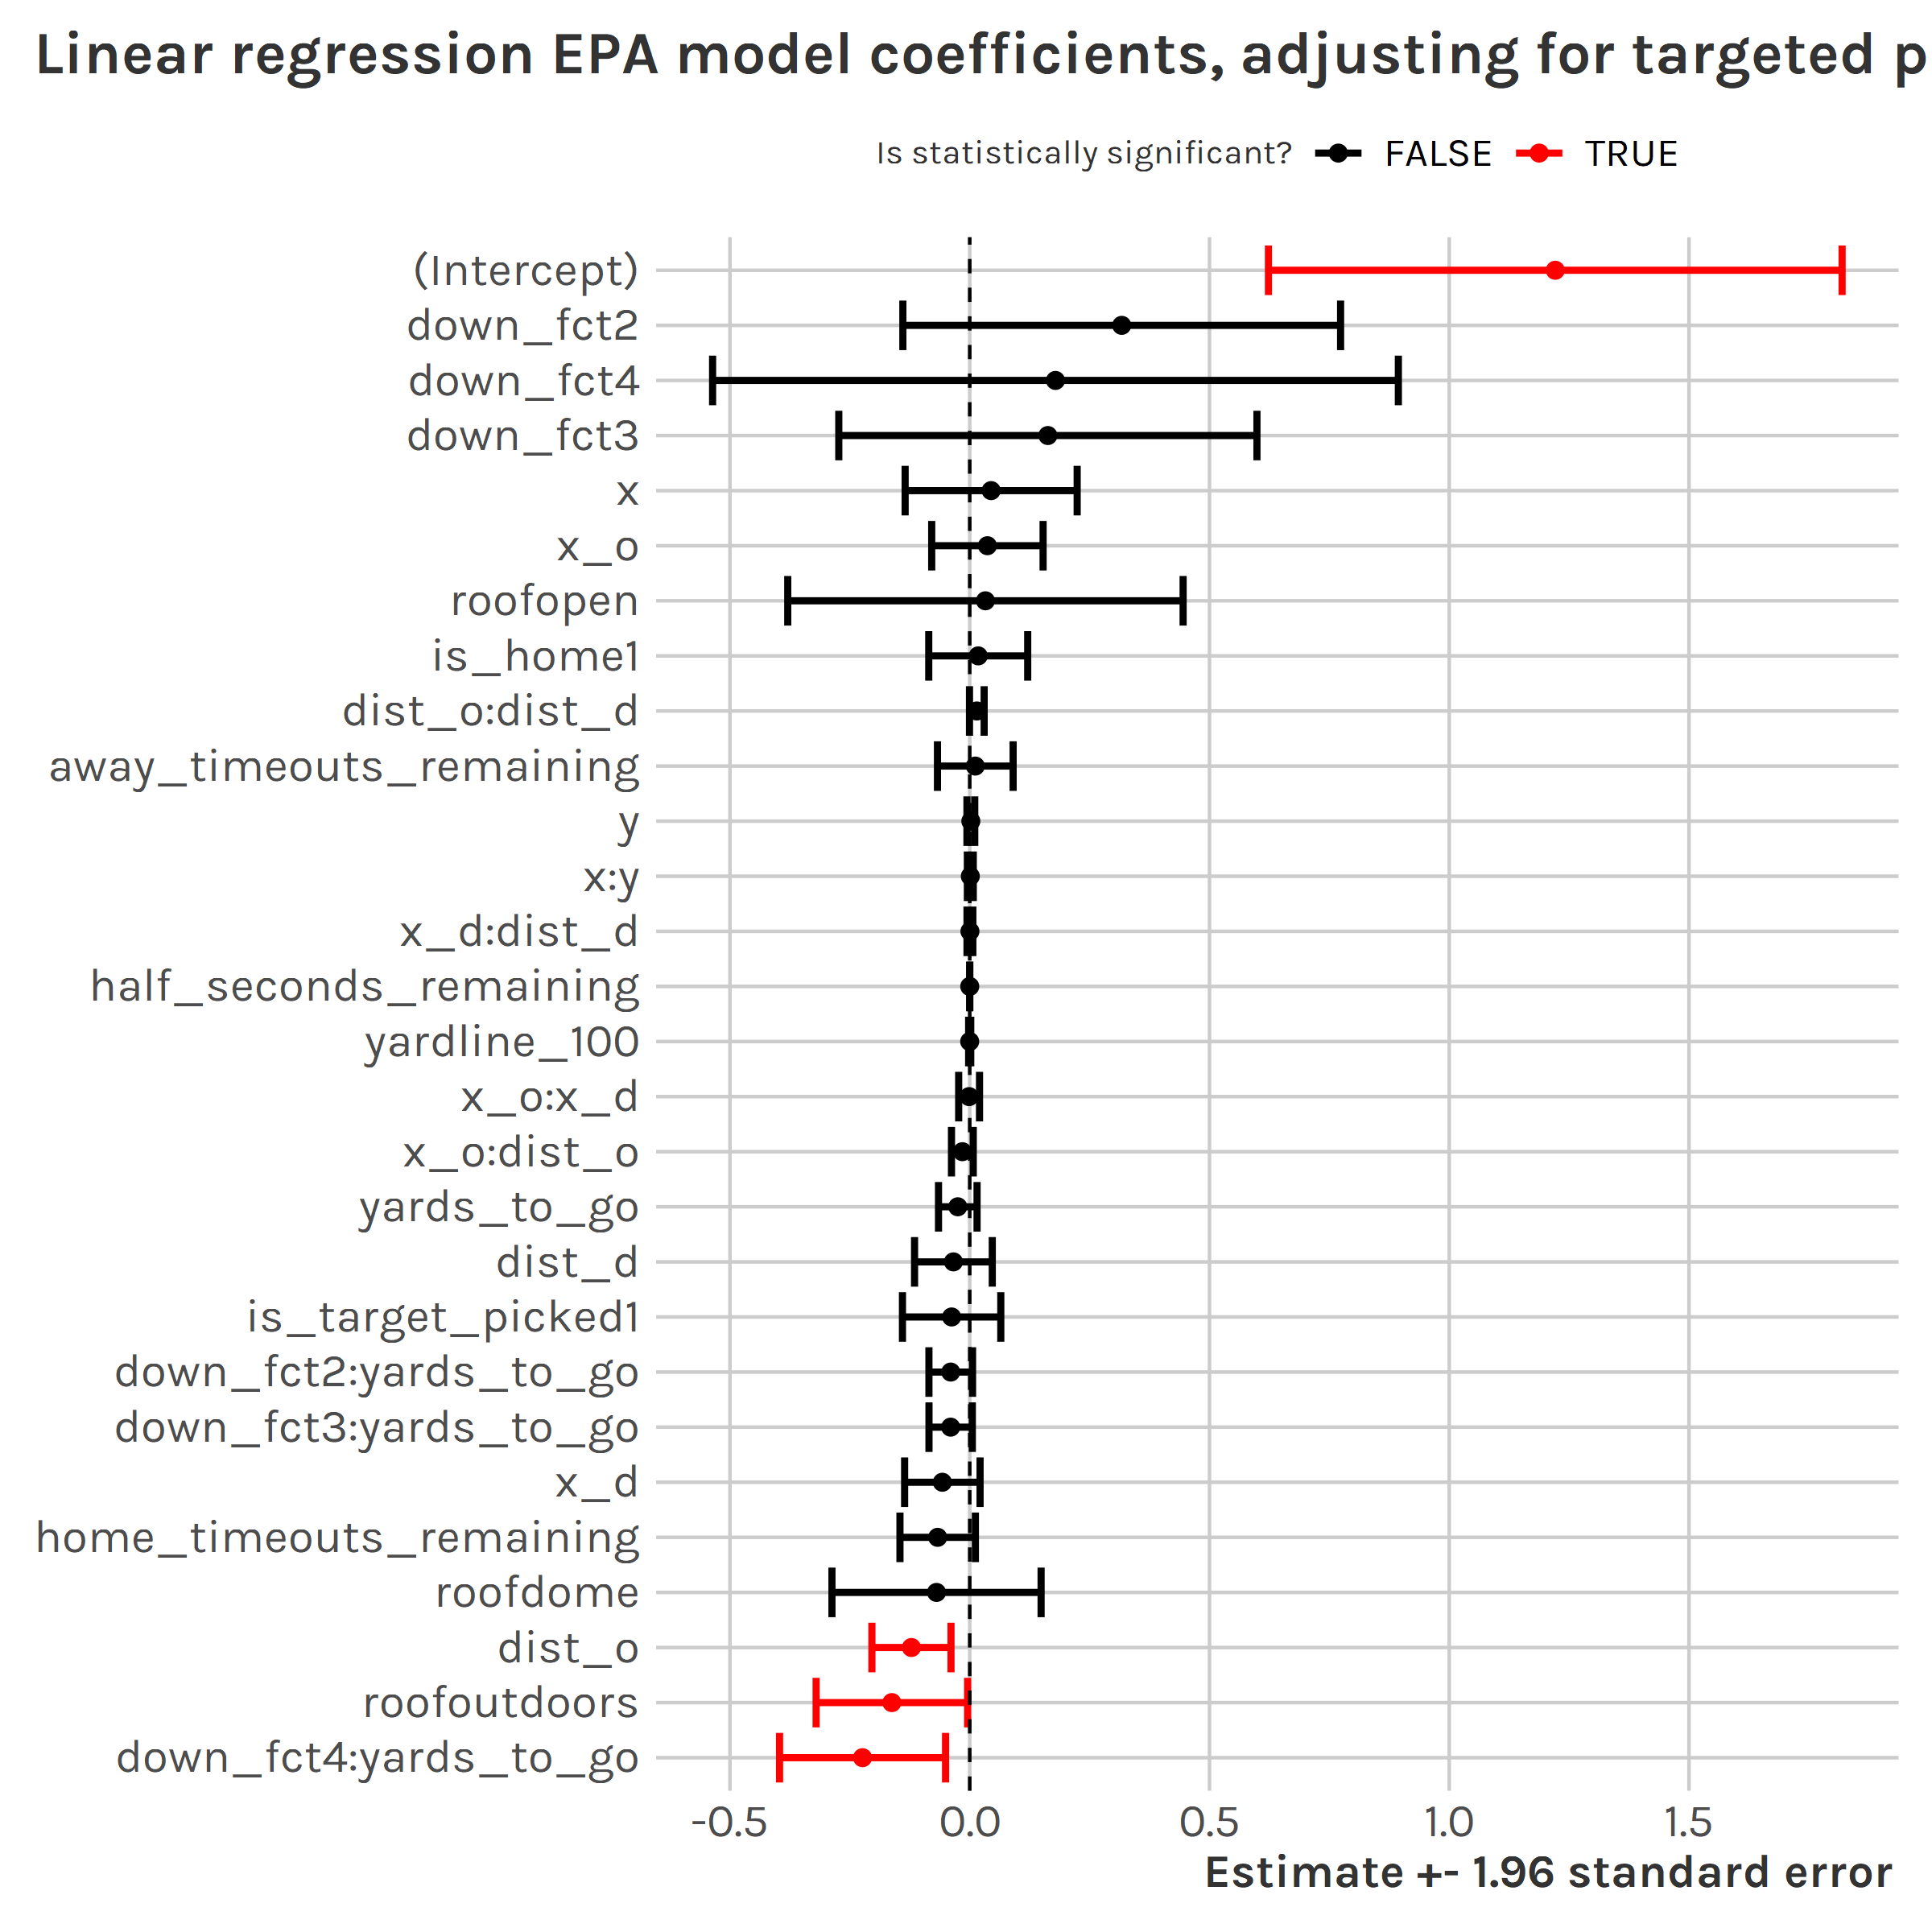 Linear regression EPA model coefficients, adjusting for targeted p
Is statistically significant? FALSE TRUE
(Intercept)
down_fct2
down_fct4
down_fct3
x
x_o
roofopen
is_home1
dist_o:dist_d
away_timeouts_remaining
y
x:y
x_d:dist_d
half_seconds_remaining
yardline_100
x_o:x_d
x_o:dist_o
yards_to_go
dist_d
is_target_picked1
down_fct2:yards_to_go
down_fct3:yards_to_go
x_d
home_timeouts_remaining
roofdome
dist_o
roofoutdoors
down_fct4:yards_to_go
-0.5 0.0 0.5 1.0 1.5
Estimate +- 1.96 standard error